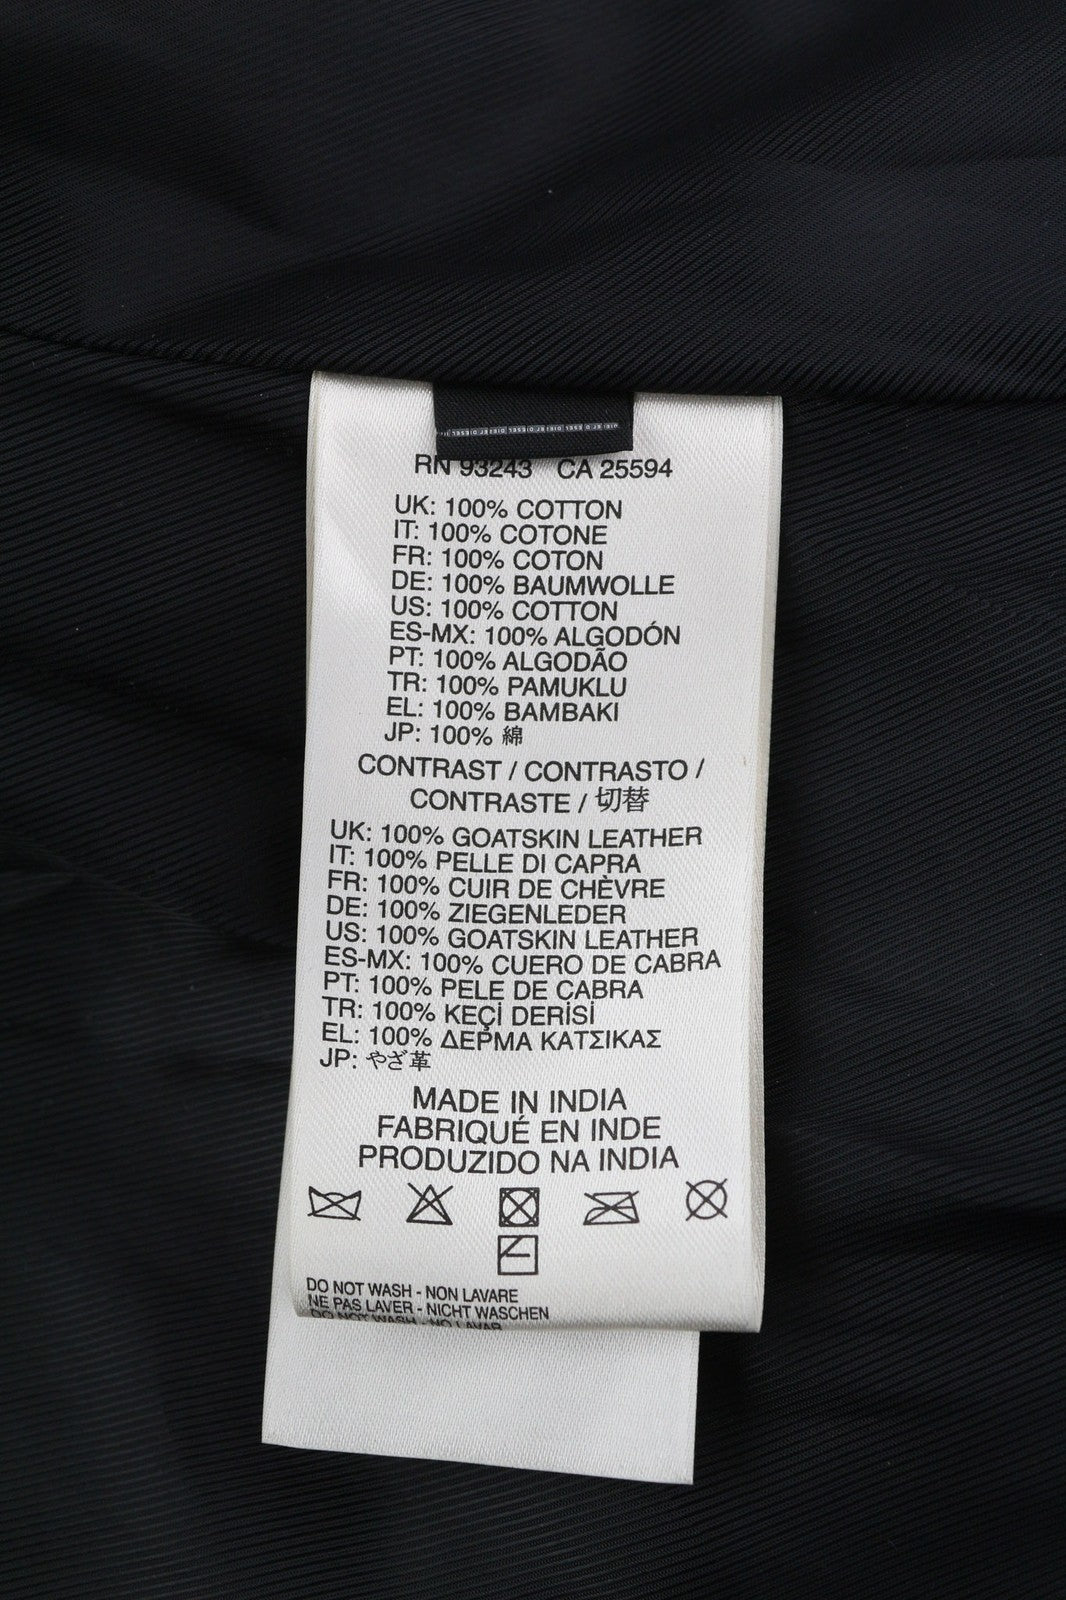 RN 93243 CA 25594
UK: 100% COTTON
IT: 100% COTONE
FR: 100% COTON
DE: 100% BAUMWOLLE
US: 100% COTTON
ES-MX: 100% ALGODÓN
PT: 100% ALGODÃO
TR: 100% PAMUKLU
EL: 100% BAMBAKI
JP: 100% 綿
CONTRAST / CONTRASTO /
CONTRASTE / 切替
UK: 100% GOATSKIN LEATHER
IT: 100% PELLE DI CAPRA
FR: 100% CUIR DE CHÈVRE
DE: 100% ZIEGENLEDER
US: 100% GOATSKIN LEATHER
ES-MX: 100% CUERO DE CABRA
PT: 100% PELE DE CABRA
TR: 100% KEÇİ DERİSİ
EL: 100% ΔΕΡΜΑ ΚΑΤΣΙΚΑΣ
JP: やぎ革
MADE IN INDIA
FABRIQUÉ EN INDE
PRODUZIDO NA INDIA
DO NOT WASH - NON LAVARE
NE PAS LAVER - NICHT WASCHEN
DO NOT WASH - NO LAVAR